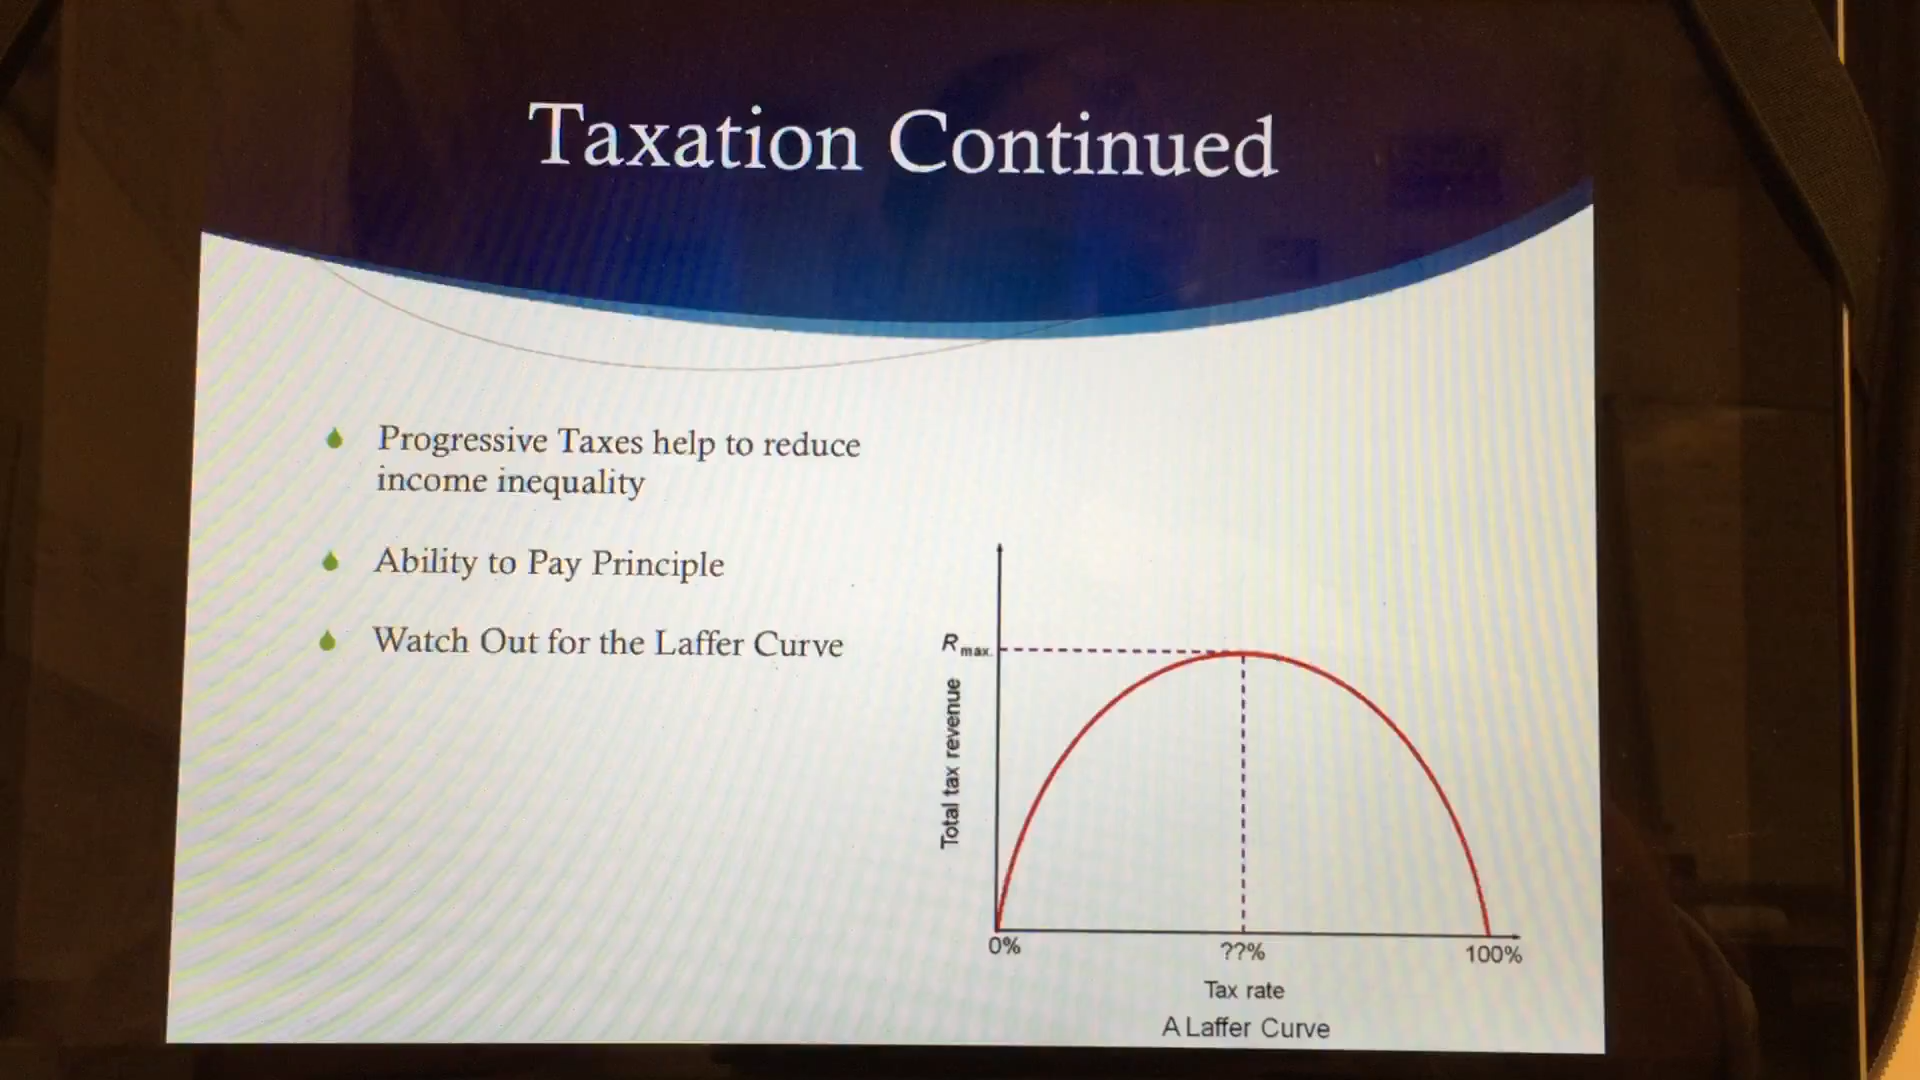 Taxation Continued
Progressive Taxes help to reduce
income inequality
Ability to Pay Principle
Watch Out for the Laffer Curve
R max.
Total tax revenue
0%
??%
100%
Tax rate
A Laffer Curve